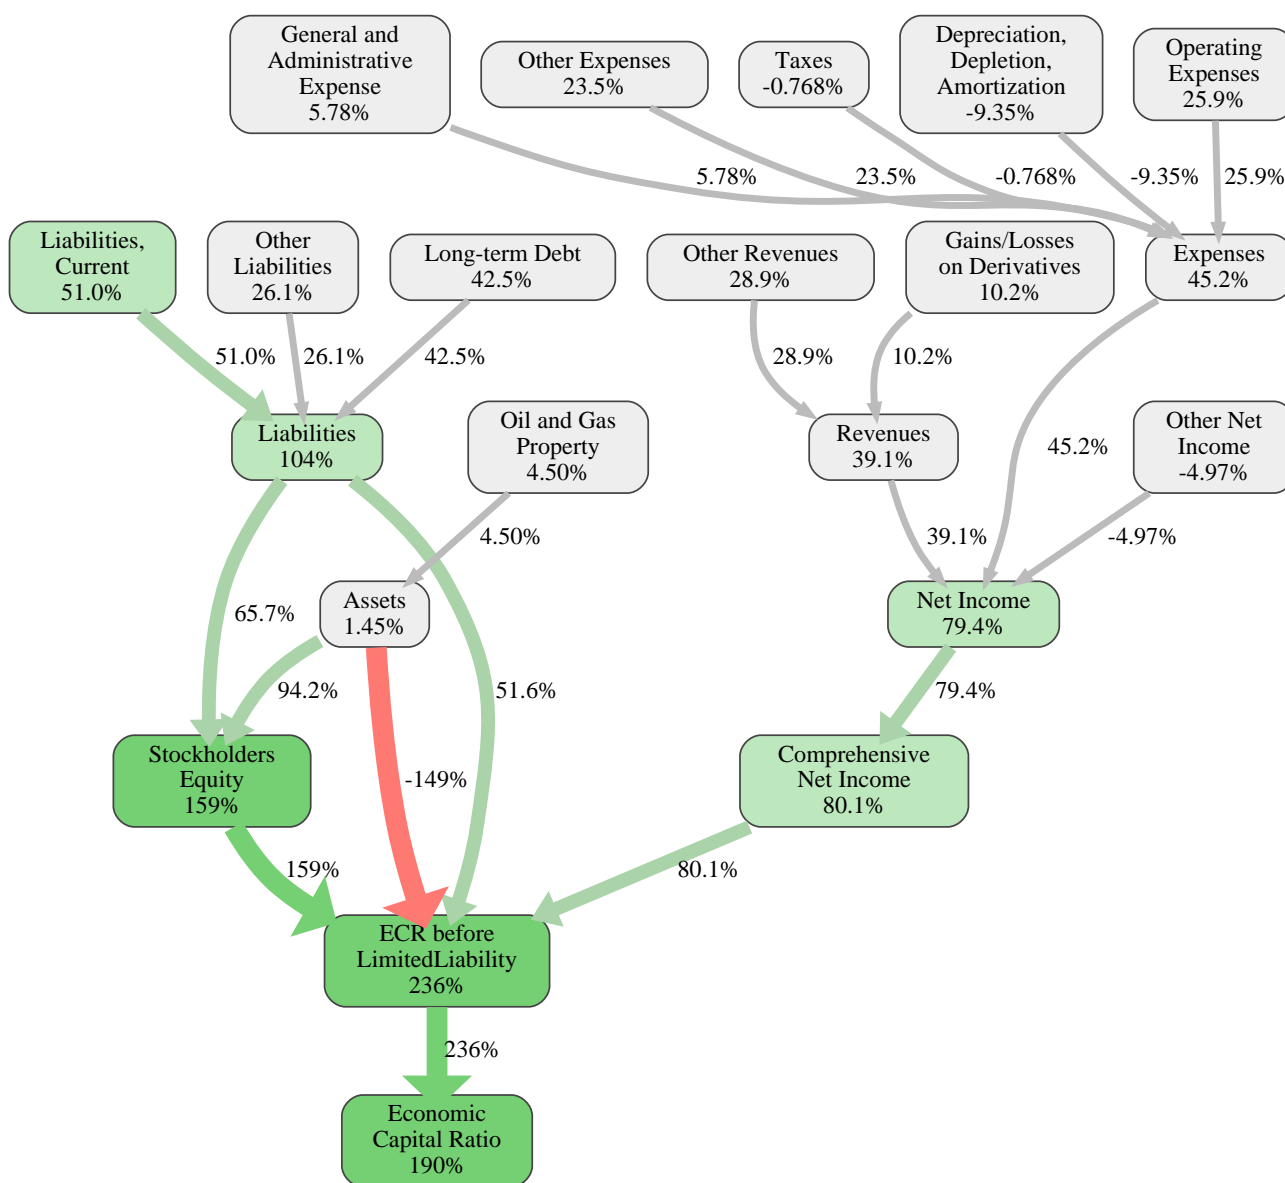 General and
Administrative
Expense
5.78%
Other Expenses
23.5%
Taxes
-0.768%
Depreciation,
Depletion,
Amortization
-9.35%
Operating
Expenses
25.9%
5.78%
23.5%
-0.768%
-9.35%
25.9%
Liabilities,
Current
51.0%
Other
Liabilities
26.1%
Long-term Debt
42.5%
Other Revenues
28.9%
Gains/Losses
on Derivatives
10.2%
Expenses
45.2%
51.0%
26.1%
42.5%
28.9%
10.2%
Liabilities
104%
Oil and Gas
Property
4.50%
Revenues
39.1%
45.2%
Other Net
Income
-4.97%
4.50%
39.1%
-4.97%
65.7%
Assets
1.45%
Net Income
79.4%
94.2%
51.6%
79.4%
Stockholders
Equity
159%
-149%
Comprehensive
Net Income
80.1%
159%
80.1%
ECR before
LimitedLiability
236%
236%
Economic
Capital Ratio
190%